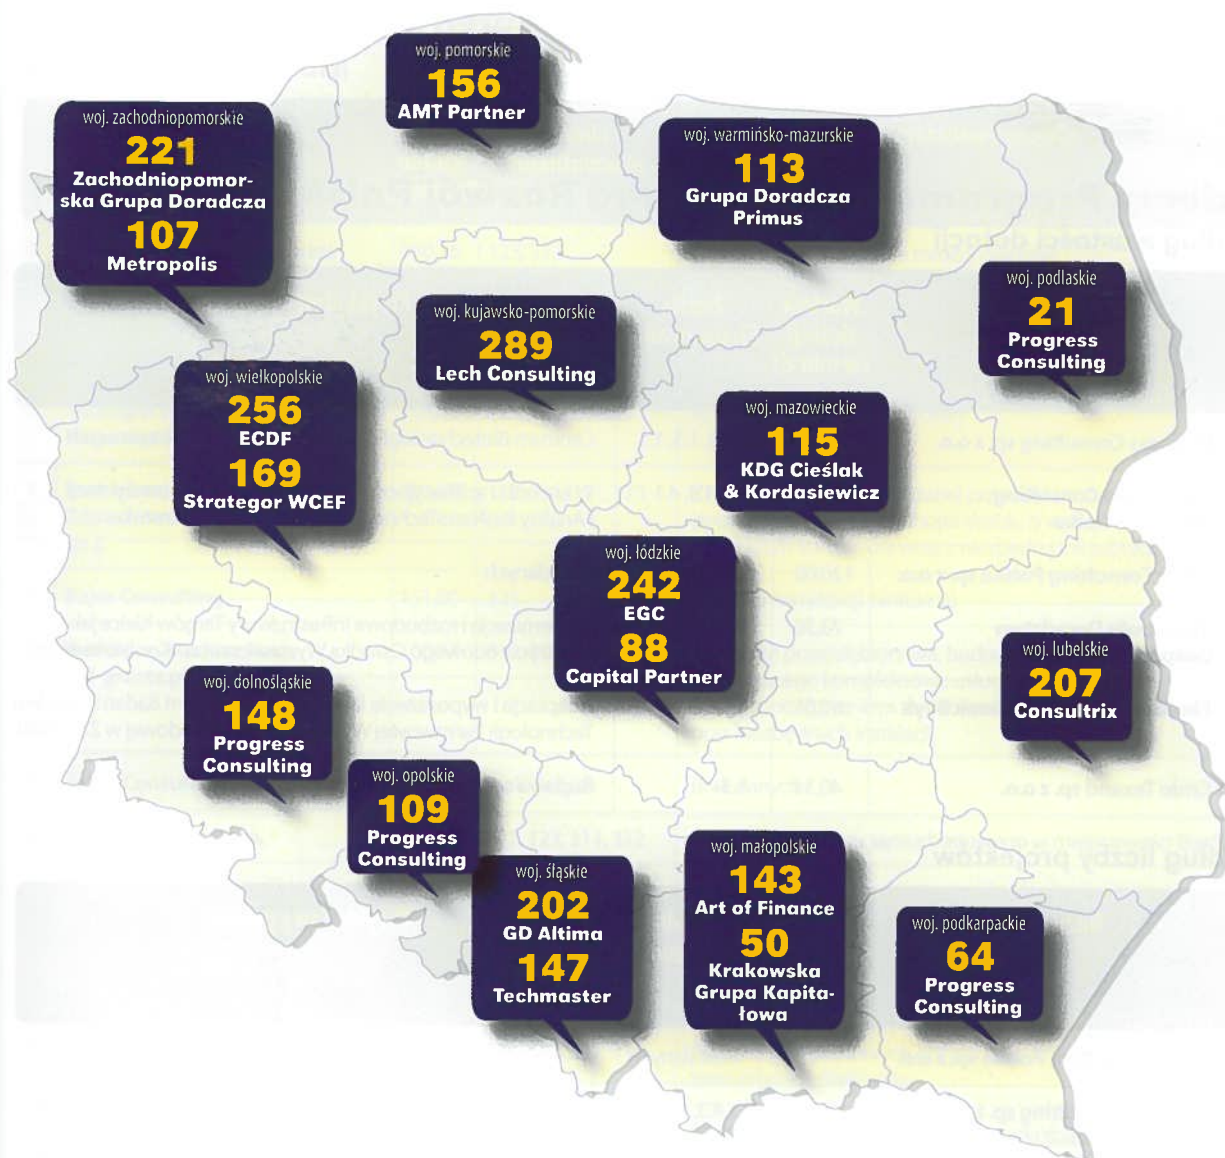 woj. pomorskie
156
AMT Partner
woj. zachodniopomorskie
221
Zachodniopomor-
ska Grupa Doradcza
107
Metropolis
woj. warmińsko-mazurskie
113
Grupa Doradcza
Primus
woj. podlaskie
21
Progress
Consulting
woj. kujawsko-pomorskie
289
Lech Consulting
woj. wielkopolskie
256
ECDF
169
Strategor WCEF
woj. mazowieckie
115
KDG Cieślak
& Kordasiewicz
woj. łódzkie
242
EGC
88
Capital Partner
woj. lubelskie
207
Consultrix
woj. dolnośląskie
148
Progress
Consulting
woj. opolskie
109
Progress
Consulting
woj. śląskie
202
GD Altima
147
Techmaster
woj. małopolskie
143
Art of Finance
50
Krakowska
Grupa Kapita-
łowa
woj. podkarpackie
64
Progress
Consulting